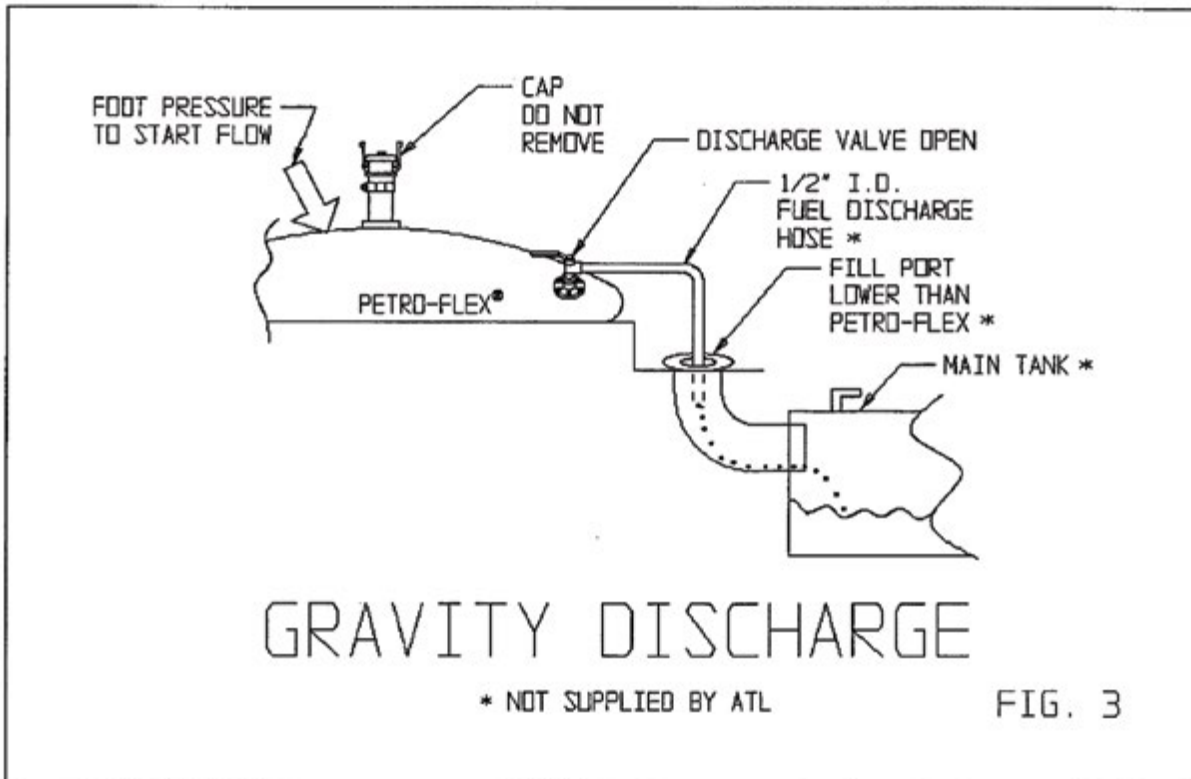 FOOT PRESSURE
TO START FLOW
CAP
DO NOT
REMOVE
DISCHARGE VALVE OPEN
1/2" I.D.
FUEL DISCHARGE
HOSE *
FILL PORT
LOWER THAN
PETRO-FLEX *
PETRO-FLEX®
MAIN TANK *
GRAVITY DISCHARGE
* NOT SUPPLIED BY ATL
FIG. 3